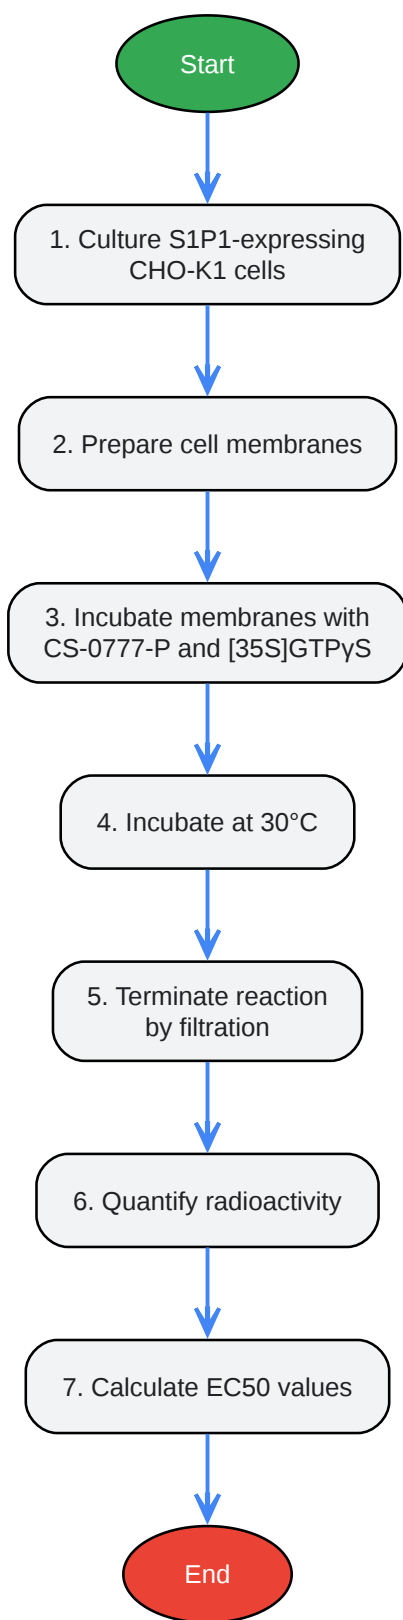 Start
1. Culture S1P1-expressing
CHO-K1 cells
2. Prepare cell membranes
3. Incubate membranes with
CS-0777-P and [35S]GTPγS
4. Incubate at 30°C
5. Terminate reaction
by filtration
6. Quantify radioactivity
7. Calculate EC50 values
End